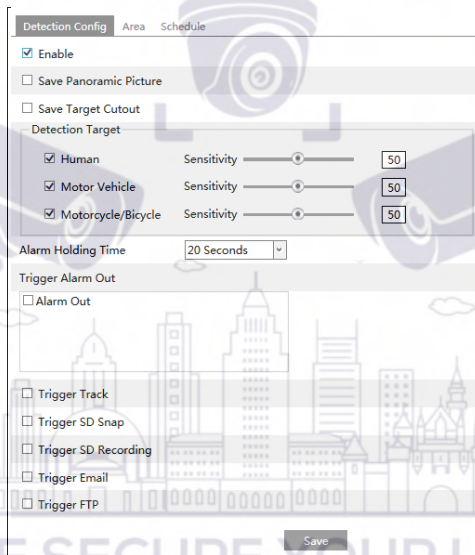 Detection Config Area Schedule
Enable
Save Panoramic Picture
Save Target Cutout
Detection Target
Human Sensitivity 50
Motor Vehicle Sensitivity 50
Motorcycle/Bicycle Sensitivity 50
Alarm Holding Time 20 Seconds
Trigger Alarm Out
Alarm Out
Trigger Track
Trigger SD Snap
Trigger SD Recording
Trigger Email
Trigger FTP
Save
SECURE YOUR